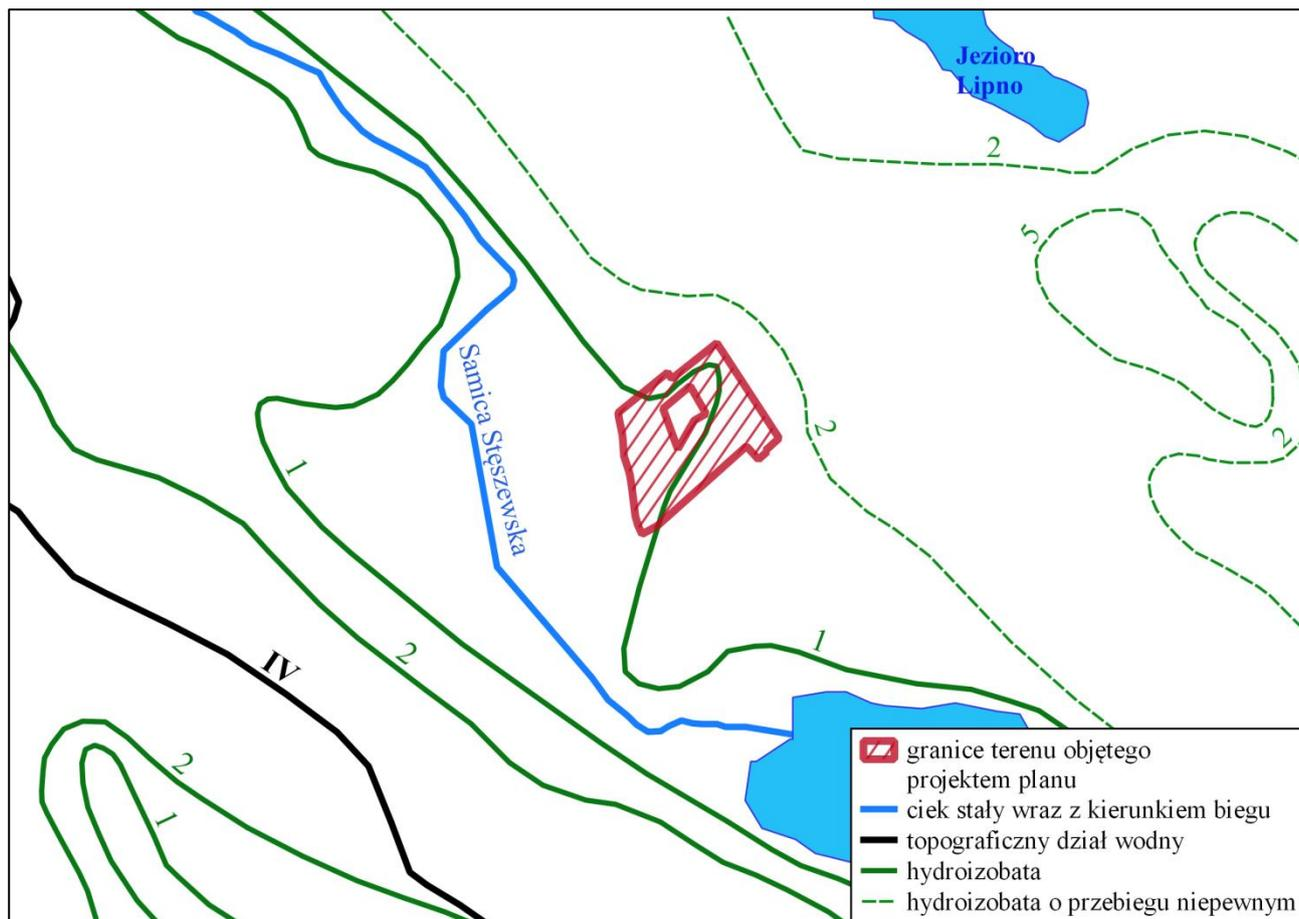 Jezioro
Lipno
2
5
2
2
Samica Stęszewska
1
2
1
IV
2
1
granice terenu objętego
projektem planu
ciek stały wraz z kierunkiem biegu
topograficzny dział wodny
hydroizobata
hydroizobata o przebiegu niepewnym